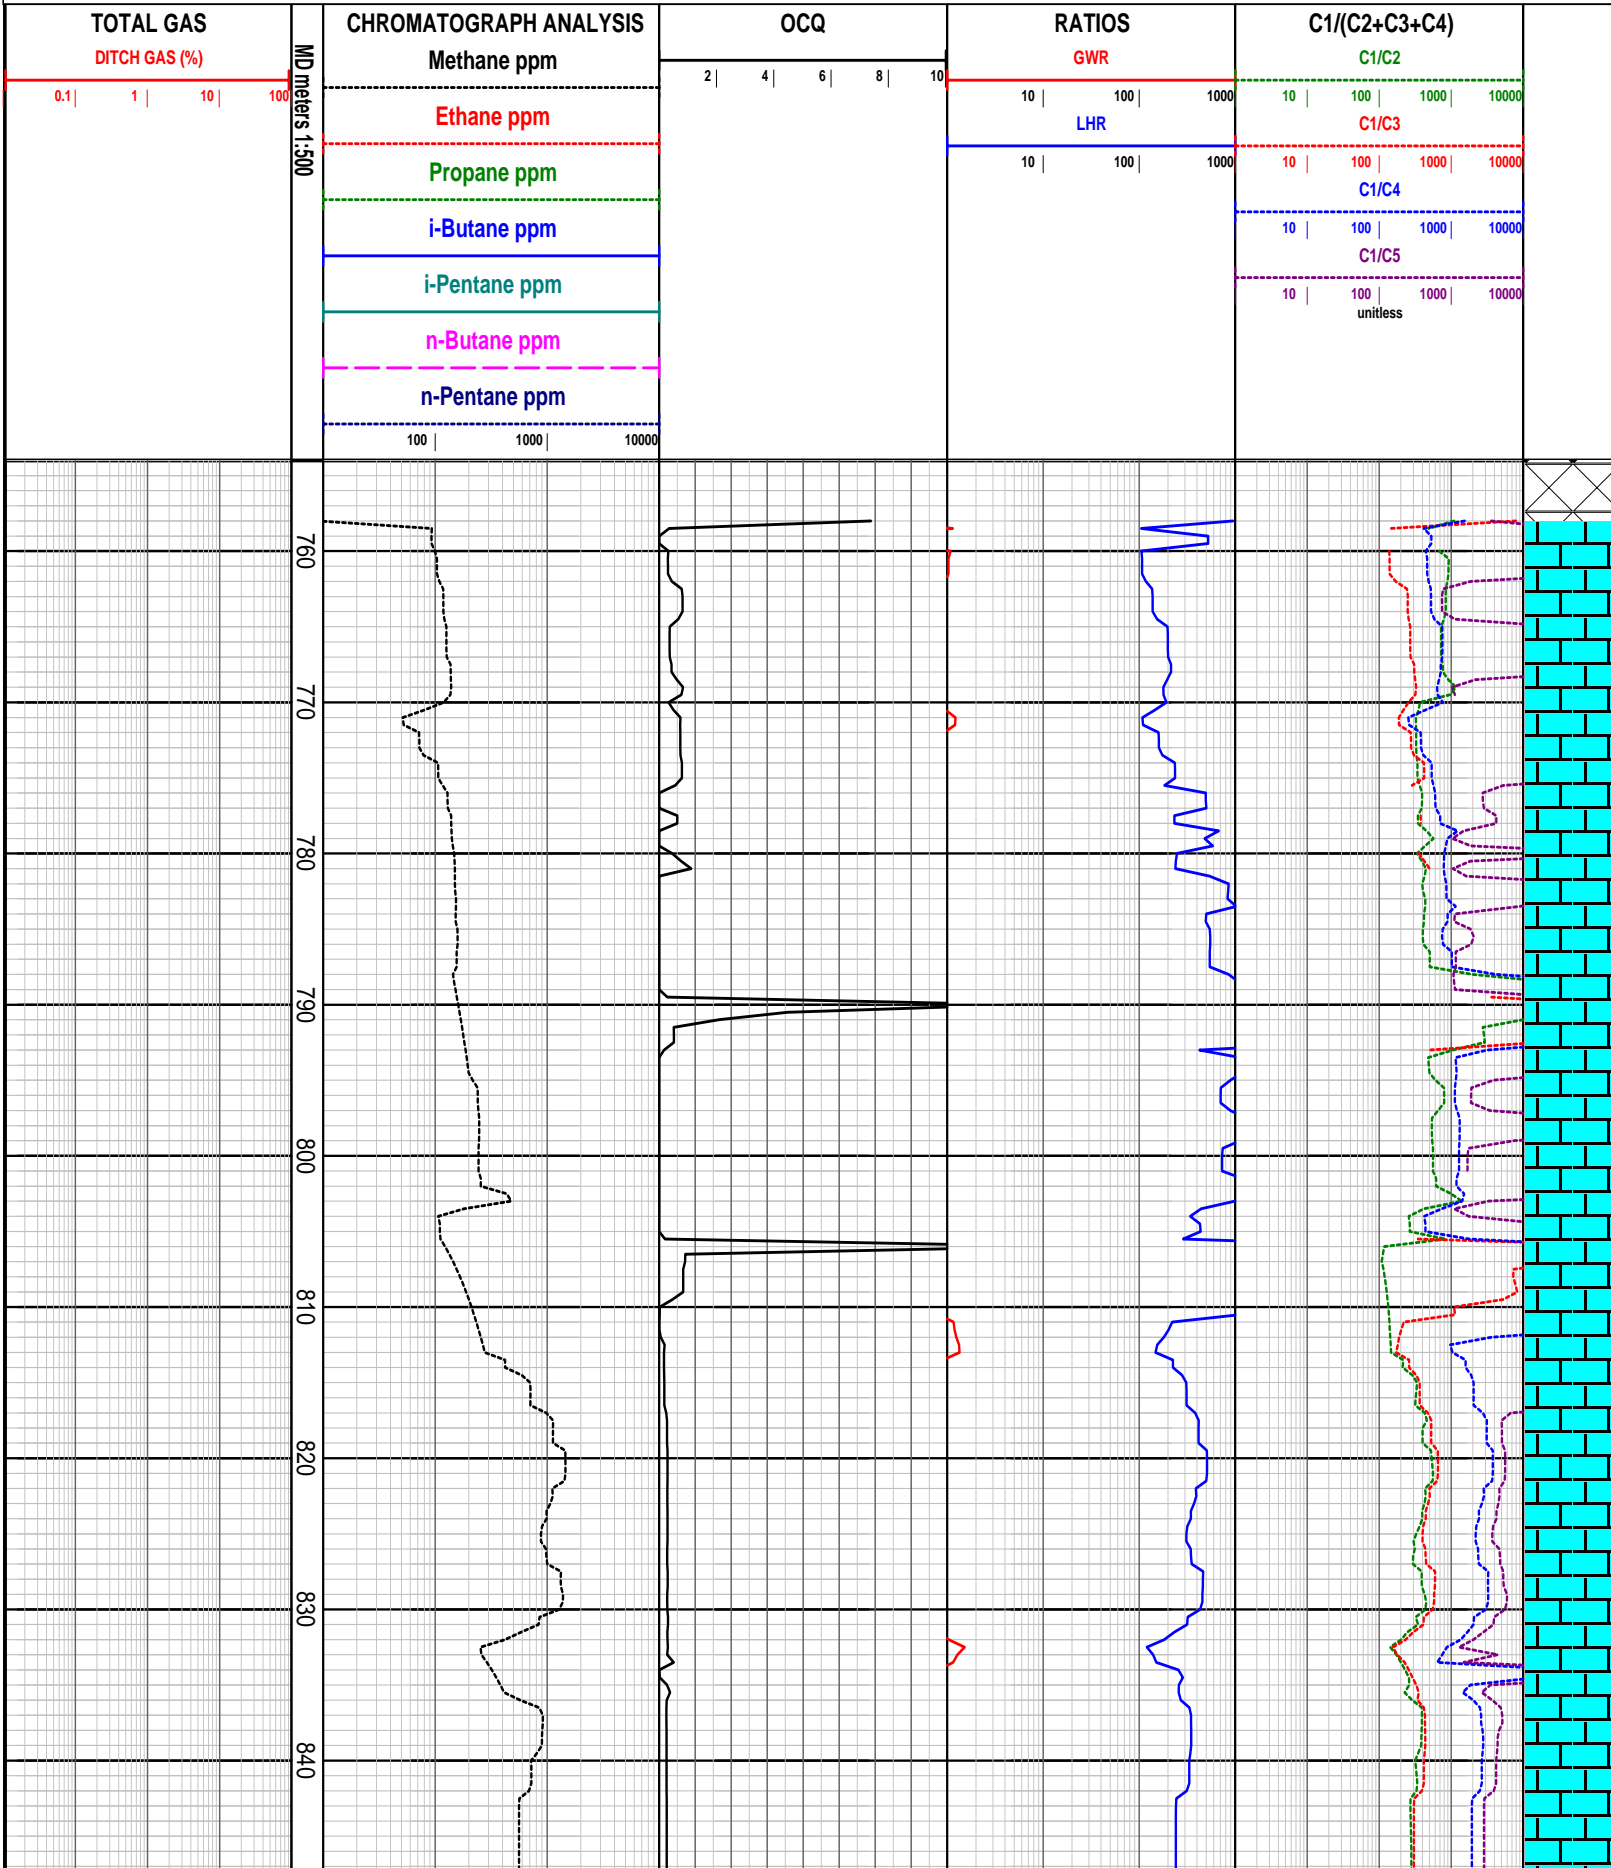 TOTAL GAS
DITCH GAS (%)
0.1 1 10 100
MD meters 1:500
CHROMATOGRAPH ANALYSIS
Methane ppm
Ethane ppm
Propane ppm
i-Butane ppm
i-Pentane ppm
n-Butane ppm
n-Pentane ppm
100 1000 10000
OCQ
2 4 6 8 10
RATIOS
GWR
10 100 1000
LHR
10 100 1000
C1/(C2+C3+C4)
C1/C2
10 100 1000 10000
C1/C3
10 100 1000 10000
C1/C4
10 100 1000 10000
C1/C5
10 100 1000 10000
unitless
760
770
780
790
800
810
820
830
840